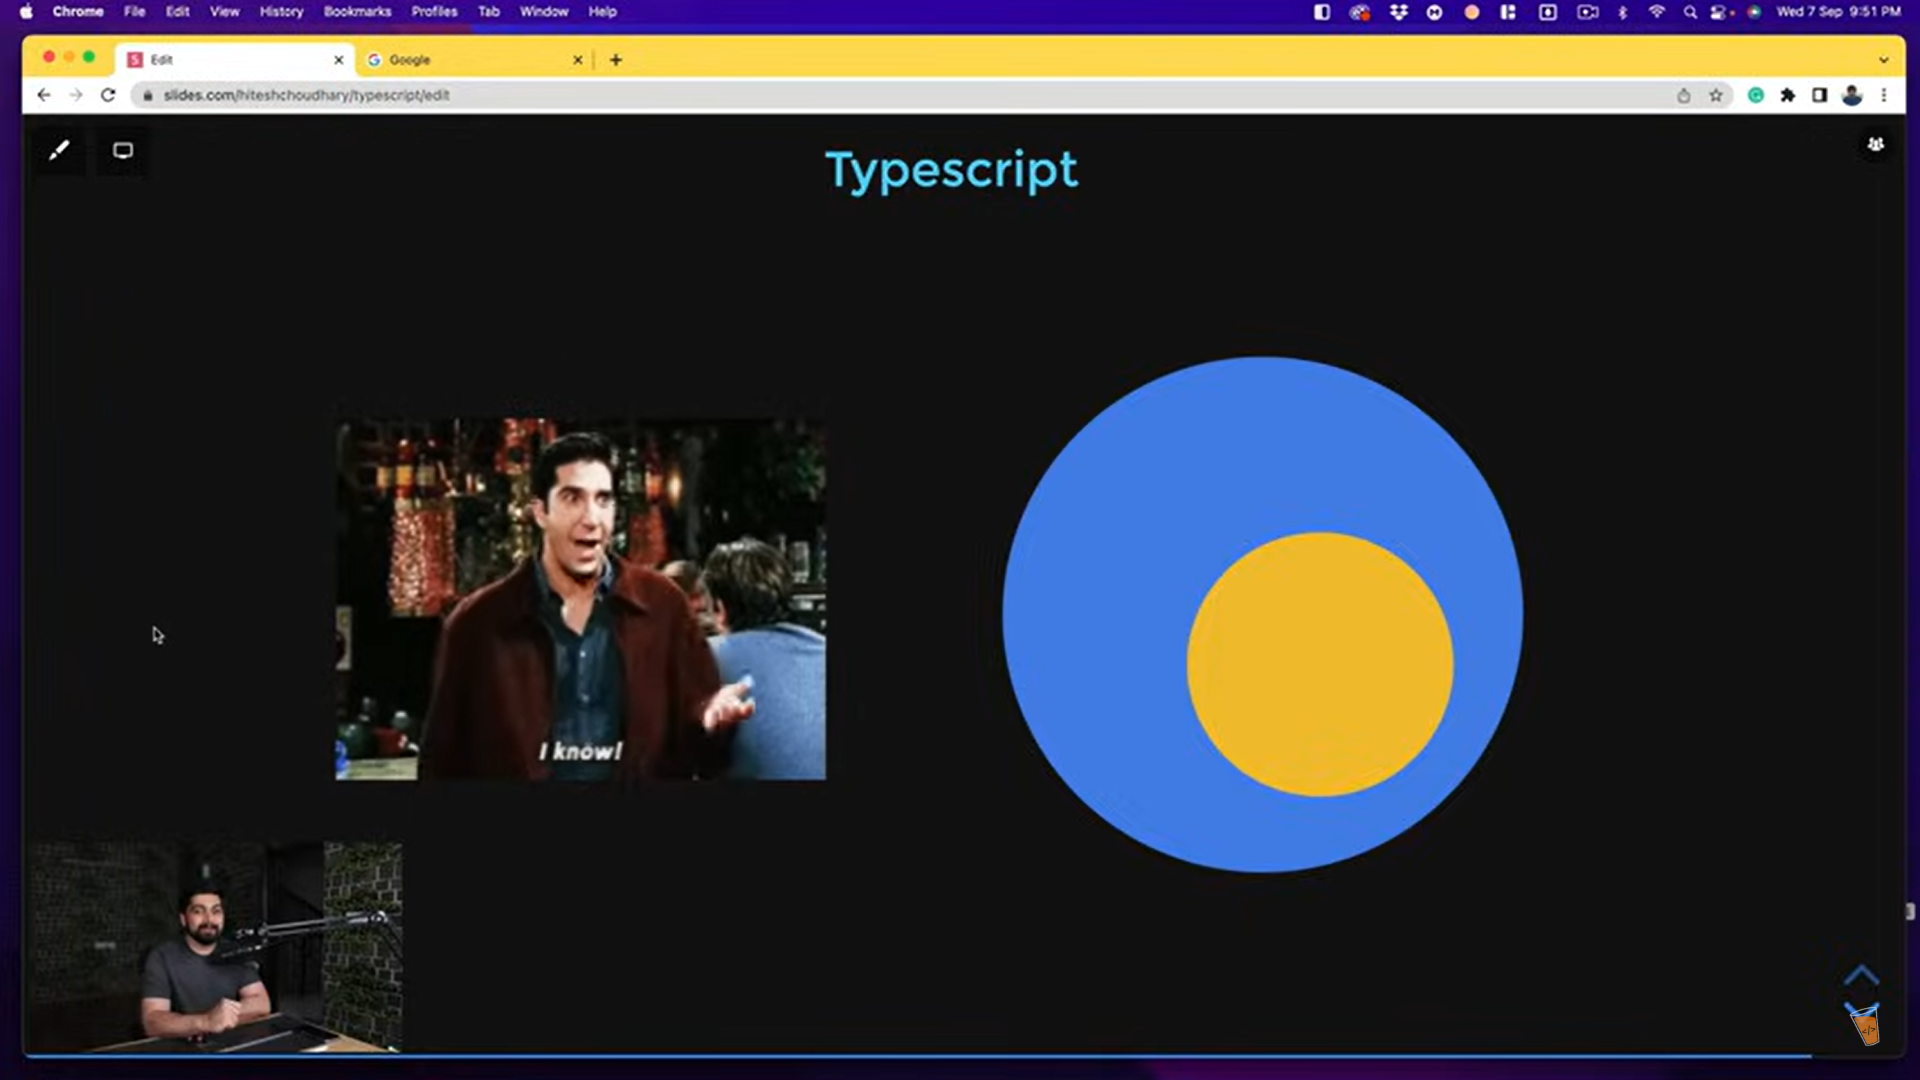 Chrome File Edit View History Bookmarks Profiles Tab Window Help Wed 7 Sep 9:51 PM
Edit Google
slides.com/hiteshchoudhary/typescript/edit
Typescript
I know!
</>